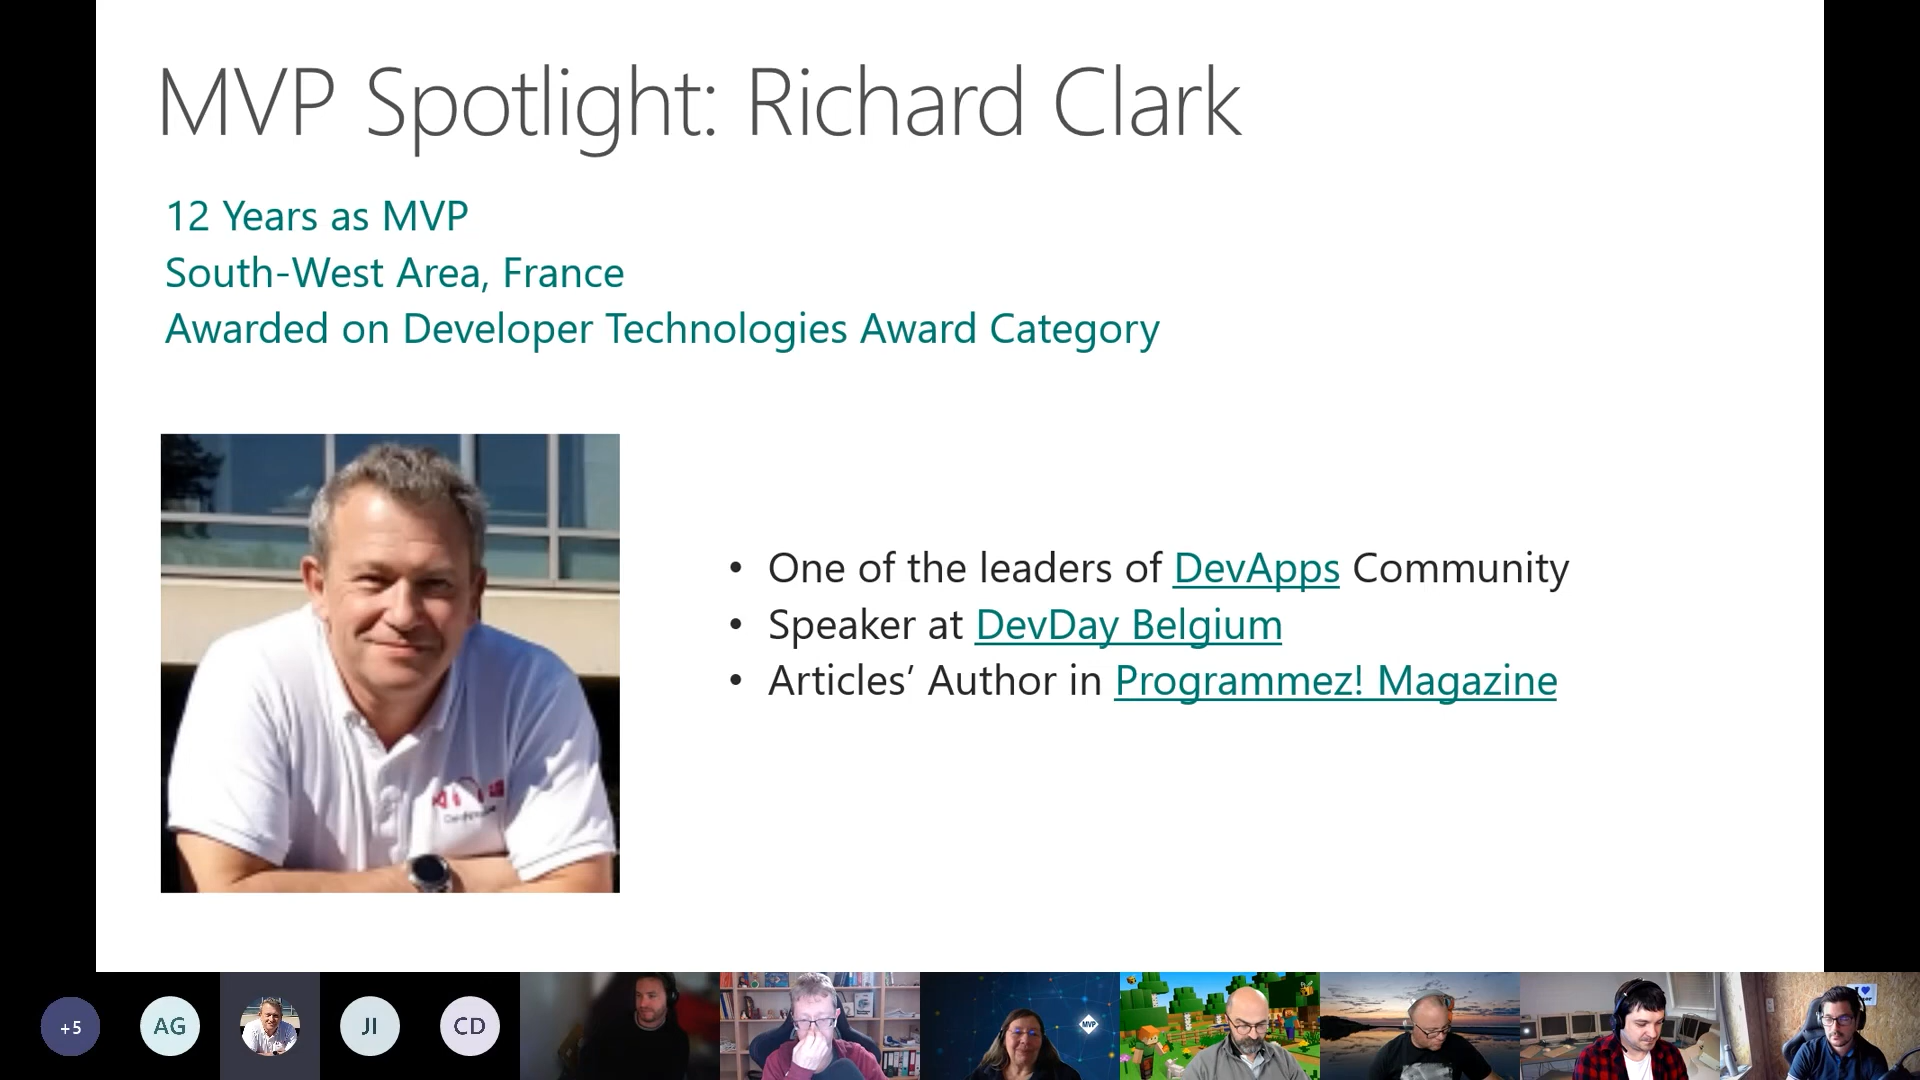 MVP Spotlight: Richard Clark
12 Years as MVP
South-West Area, France
Awarded on Developer Technologies Award Category
• One of the leaders of DevApps Community
• Speaker at DevDay Belgium
• Articles’ Author in Programmez! Magazine
+5
AG
JI
CD
MVP